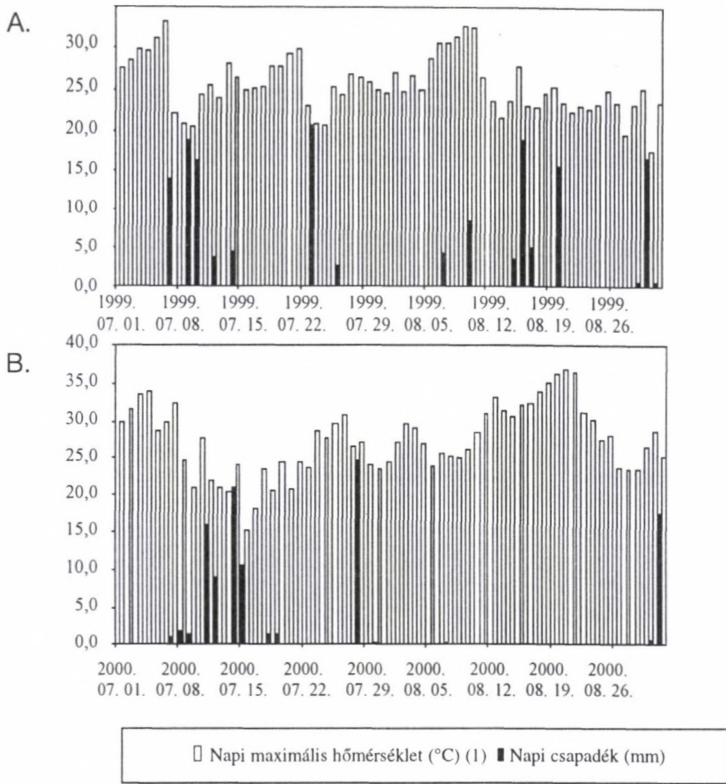 A.
30,0
25,0
20,0
15,0
10,0
5,0
0,0
1999. 1999. 1999. 1999. 1999. 1999. 1999. 1999. 1999.
07. 01. 07. 08. 07. 15. 07. 22. 07. 29. 08. 05. 08. 12. 08. 19. 08. 26.
B.
40,0
35,0
30,0
25,0
20,0
15,0
10,0
5,0
0,0
2000. 2000. 2000. 2000. 2000. 2000. 2000. 2000. 2000.
07. 01. 07. 08. 07. 15. 07. 22. 07. 29. 08. 05. 08. 12. 08. 19. 08. 26.
Napi maximális hőmérséklet (°C) (1) Napi csapadék (mm)